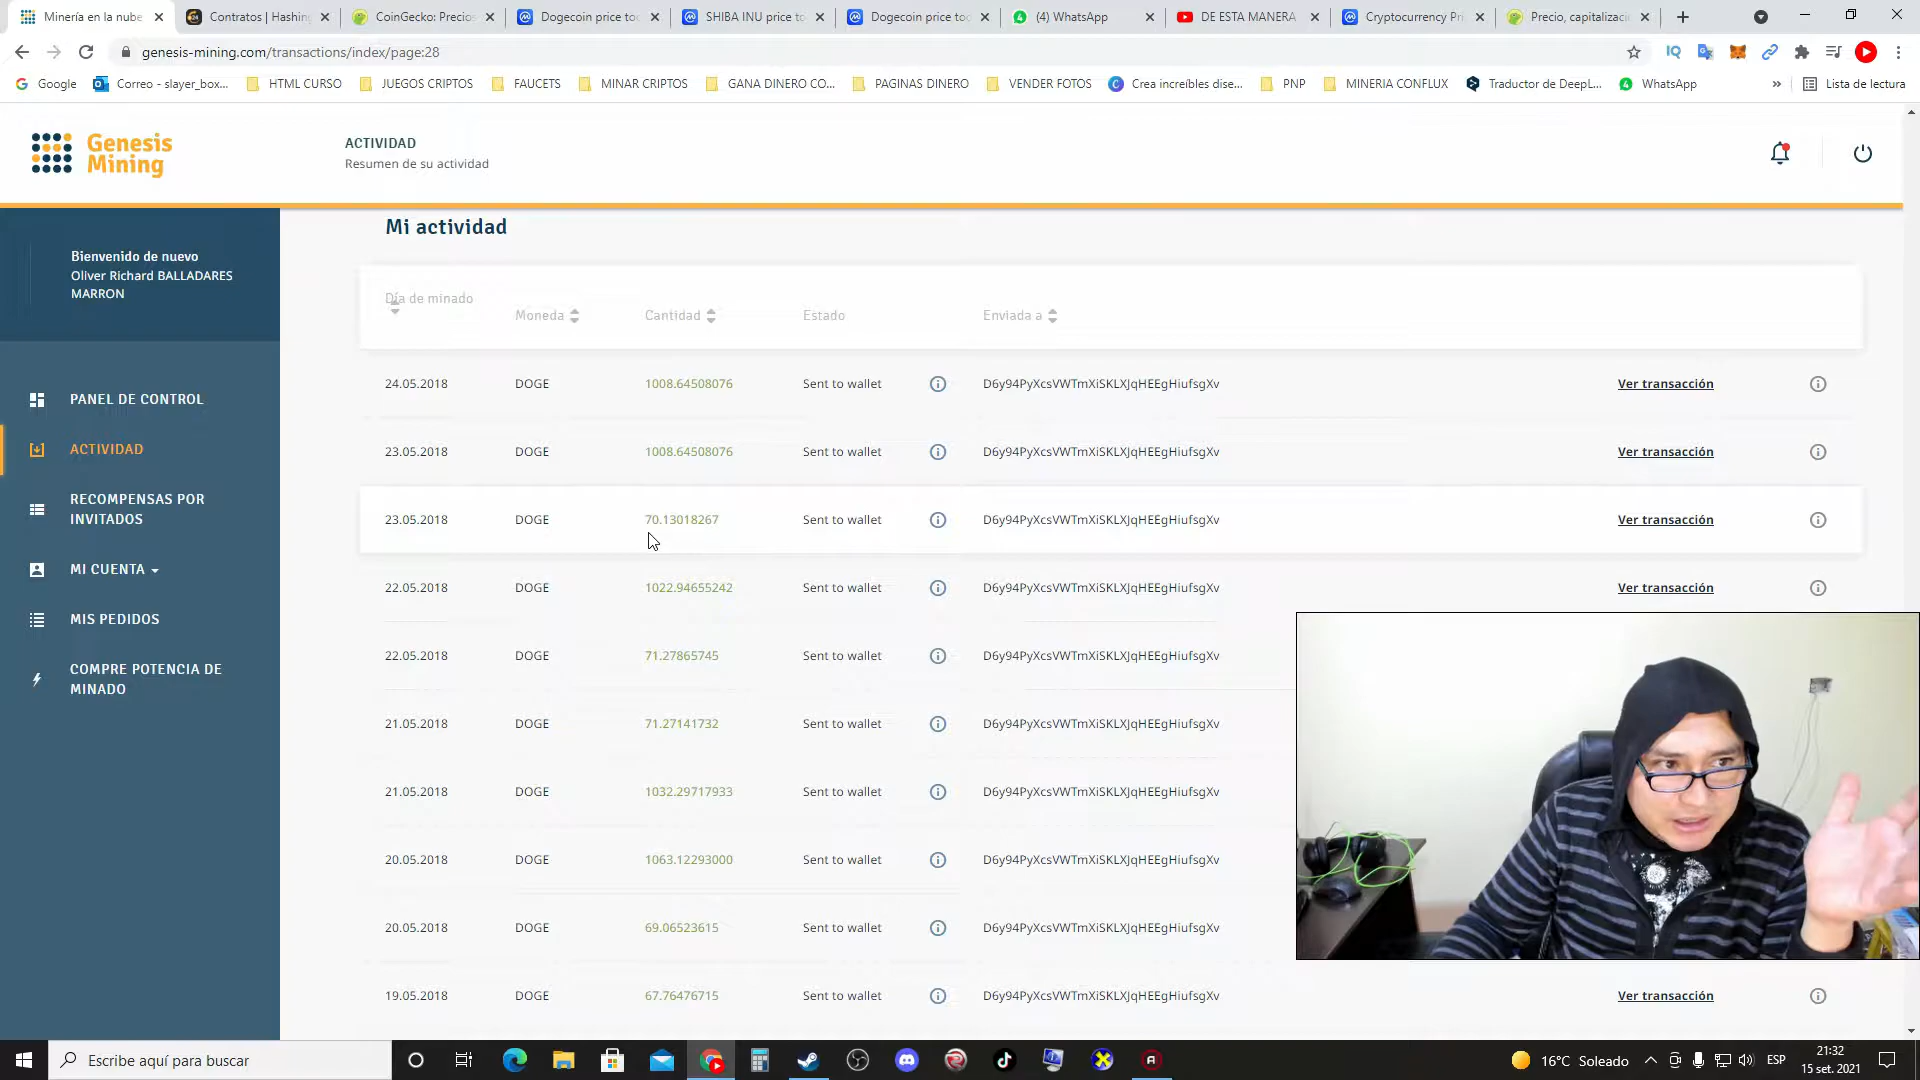 Minería en la nube
Contratos | Hashin
CoinGecko: Precios
Dogecoin price to
SHIBA INU price to
Dogecoin price to
(4) WhatsApp
DE ESTA MANERA
Cryptocurrency Pri
Precio, capitalizaci
genesis-mining.com/transactions/index/page:28
Google
Correo - slayer_box...
HTML CURSO
JUEGOS CRIPTOS
FAUCETS
MINAR CRIPTOS
GANA DINERO CO...
PAGINAS DINERO
VENDER FOTOS
Crea increíbles dise...
PNP
MINERIA CONFLUX
Traductor de DeepL...
WhatsApp
»
Lista de lectura
Genesis
Mining
ACTIVIDAD
Resumen de su actividad
Bienvenido de nuevo
Oliver Richard BALLADARES
MARRON
PANEL DE CONTROL
ACTIVIDAD
RECOMPENSAS POR
INVITADOS
MI CUENTA
MIS PEDIDOS
COMPRE POTENCIA DE
MINADO
Mi actividad
Día de minado
Moneda Cantidad Estado Enviada a
24.05.2018 DOGE 1008.64508076 Sent to wallet D6y94PyXcsVWTmXiSKLXJqHEEgHiufsgXv Ver transacción
23.05.2018 DOGE 1008.64508076 Sent to wallet D6y94PyXcsVWTmXiSKLXJqHEEgHiufsgXv Ver transacción
23.05.2018 DOGE 70.13018267 Sent to wallet D6y94PyXcsVWTmXiSKLXJqHEEgHiufsgXv Ver transacción
22.05.2018 DOGE 1022.94655242 Sent to wallet D6y94PyXcsVWTmXiSKLXJqHEEgHiufsgXv Ver transacción
22.05.2018 DOGE 71.27865745 Sent to wallet D6y94PyXcsVWTmXiSKLXJqHEEgHiufsgXv
21.05.2018 DOGE 71.27141732 Sent to wallet D6y94PyXcsVWTmXiSKLXJqHEEgHiufsgXv
21.05.2018 DOGE 1032.29717933 Sent to wallet D6y94PyXcsVWTmXiSKLXJqHEEgHiufsgXv
20.05.2018 DOGE 1063.12293000 Sent to wallet D6y94PyXcsVWTmXiSKLXJqHEEgHiufsgXv
20.05.2018 DOGE 69.06523615 Sent to wallet D6y94PyXcsVWTmXiSKLXJqHEEgHiufsgXv
19.05.2018 DOGE 67.76476715 Sent to wallet D6y94PyXcsVWTmXiSKLXJqHEEgHiufsgXv Ver transacción
Escribe aquí para buscar
16°C Soleado
ESP
21:32
15 set. 2021